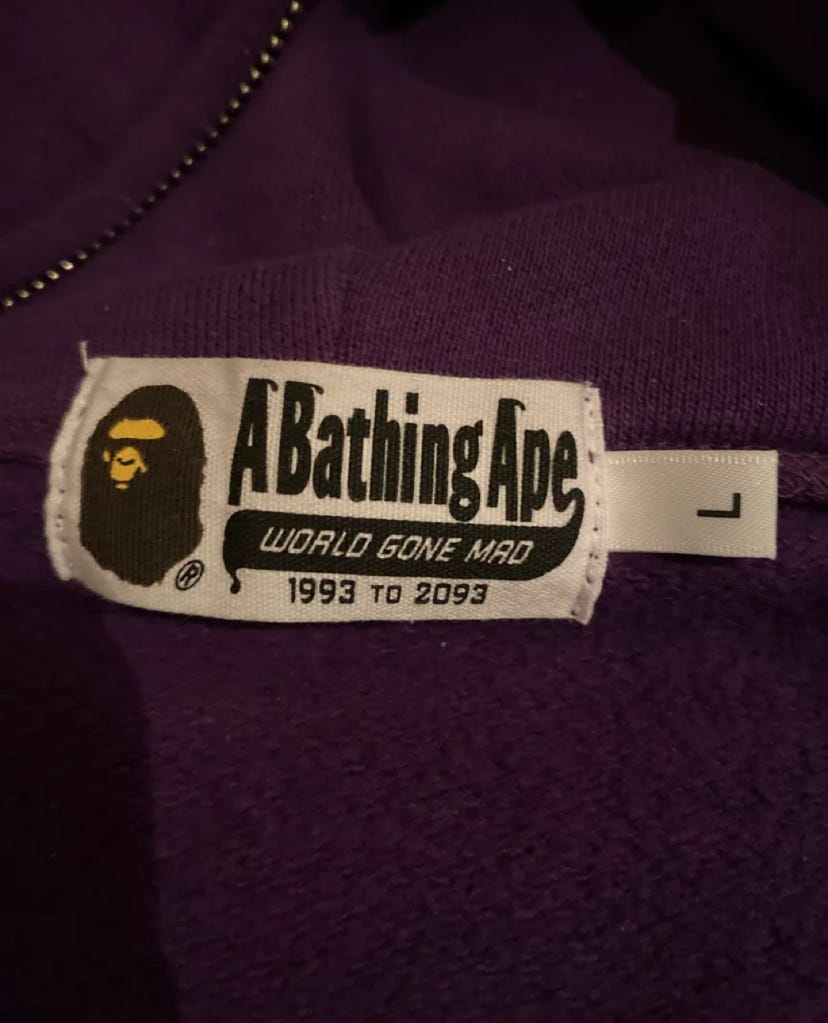 A Bathing Ape
WORLD GONE MAD
1993 TO 2093
®
L